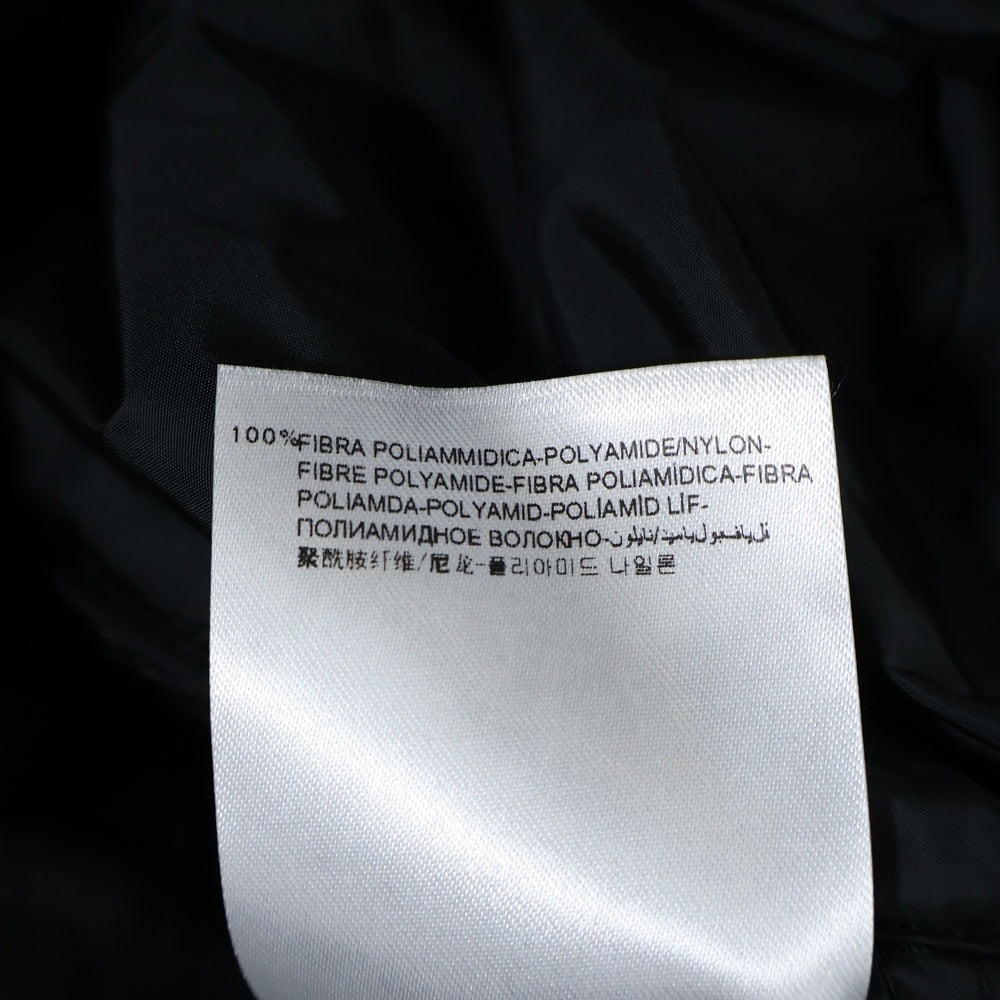 100%FIBRA POLIAMMIDICA-POLYAMIDE/NYLON-
FIBRE POLYAMIDE-FIBRA POLIAMÍDICA-FIBRA
POLIAMDA-POLYAMID-POLİAMİD LİF-
ПОЛИАМИДНОЕ ВОЛОКНО-
聚酰胺纤维/尼龙-폴리아미드 나일론